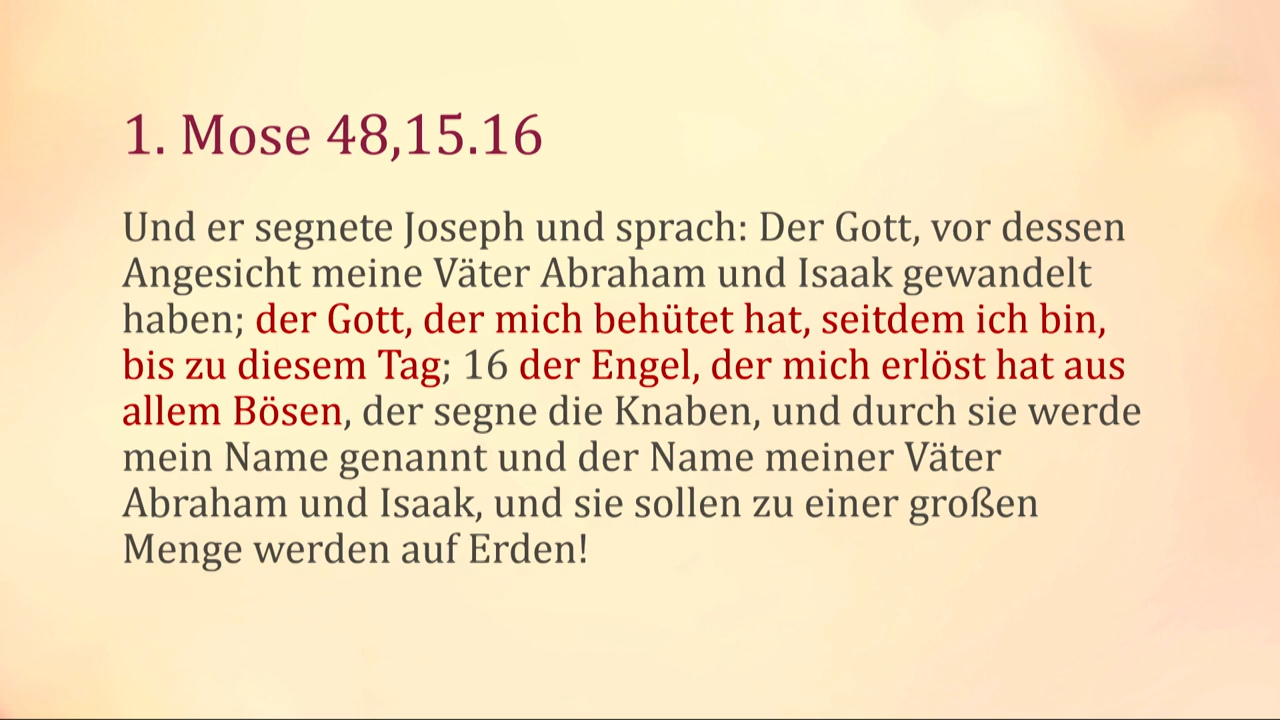 1. Mose 48,15.16
Und er segnete Joseph und sprach: Der Gott, vor dessen
Angesicht meine Väter Abraham und Isaak gewandelt
haben; der Gott, der mich behütet hat, seitdem ich bin,
bis zu diesem Tag; 16 der Engel, der mich erlöst hat aus
allem Bösen, der segne die Knaben, und durch sie werde
mein Name genannt und der Name meiner Väter
Abraham und Isaak, und sie sollen zu einer großen
Menge werden auf Erden!